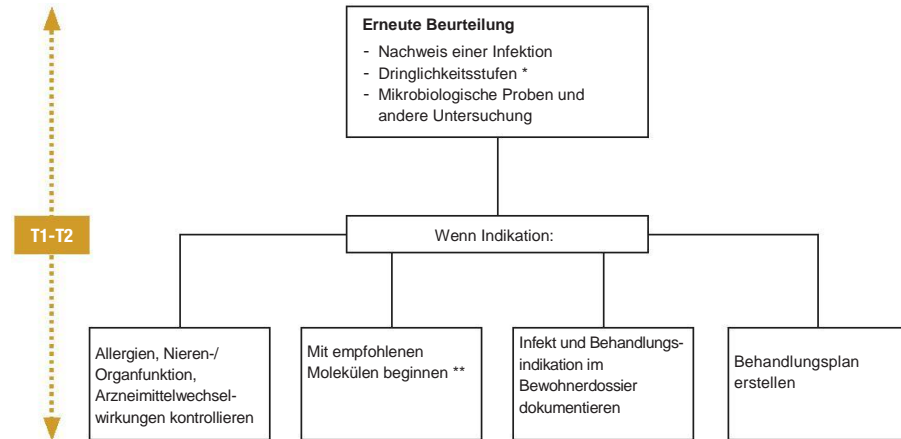 Erneute Beurteilung
- Nachweis einer Infektion
- Dringlichkeitsstufen *
- Mikrobiologische Proben und
andere Untersuchung
T1-T2
Wenn Indikation:
Allergien, Nieren-/
Organfunktion,
Arzneimittelwechsel-
wirkungen kontrollieren
Mit empfohlenen
Molekülen beginnen **
Infekt und Behandlungs-
indikation im
Bewohnerdossier
dokumentieren
Behandlungsplan
erstellen